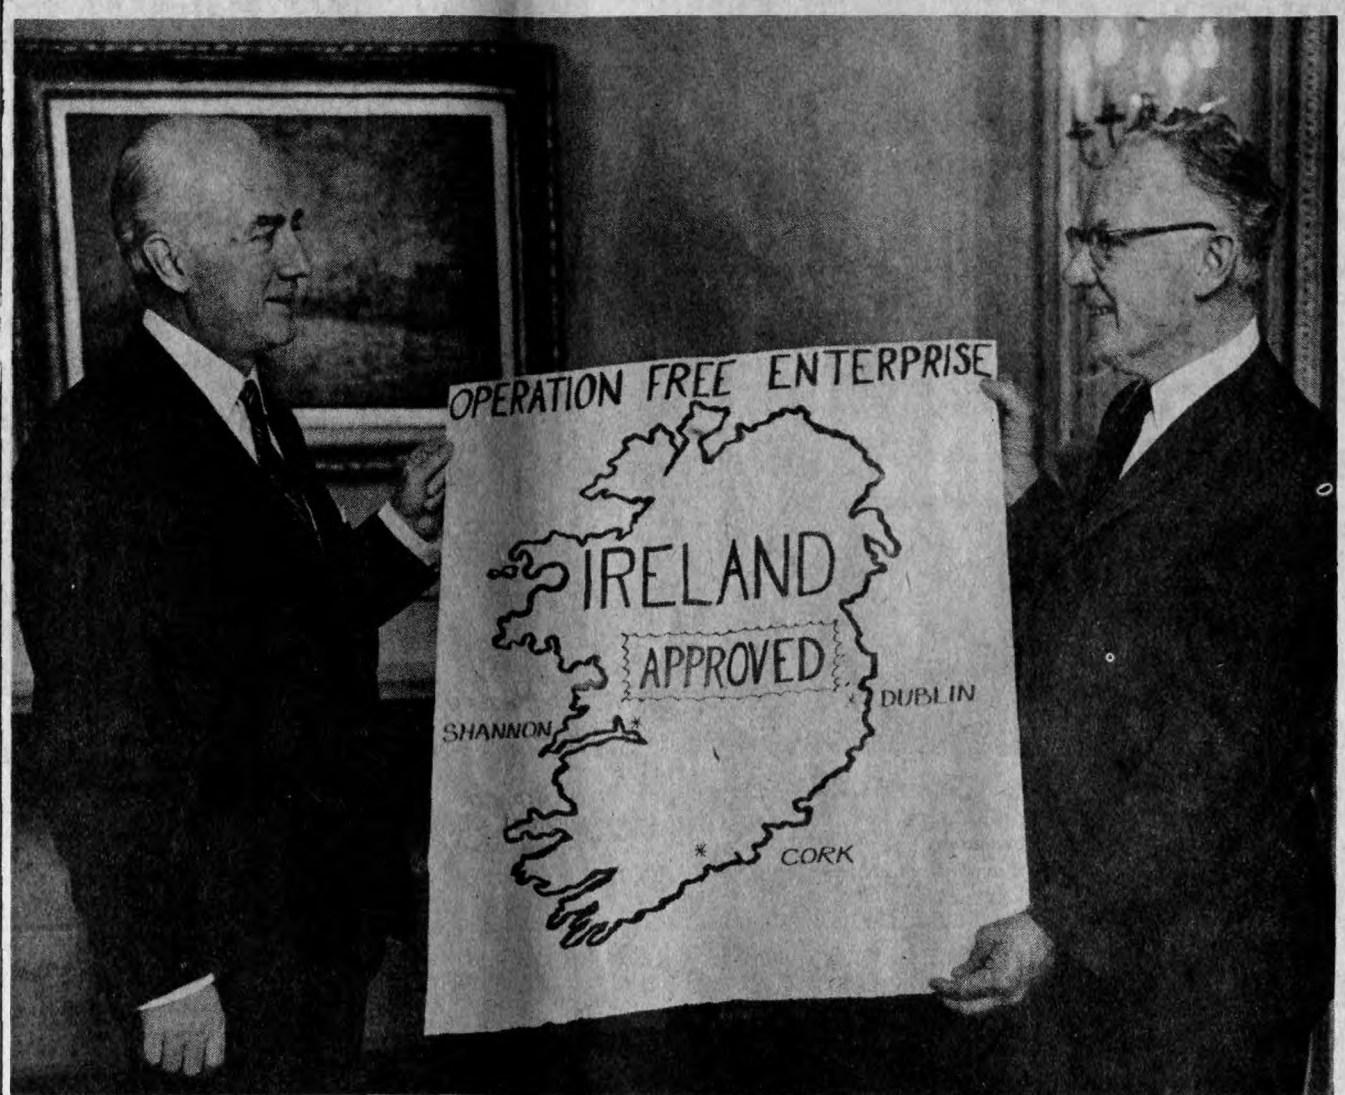 OPERATION FREE ENTERPRISE
IRELAND
APPROVED
DUBLIN
SHANNON
CORK